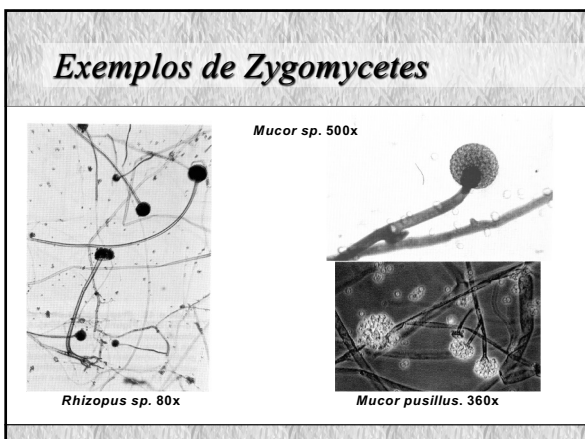 Exemplos de Zygomycetes
Mucor sp. 500x
Rhizopus sp. 80x
Mucor pusillus. 360x